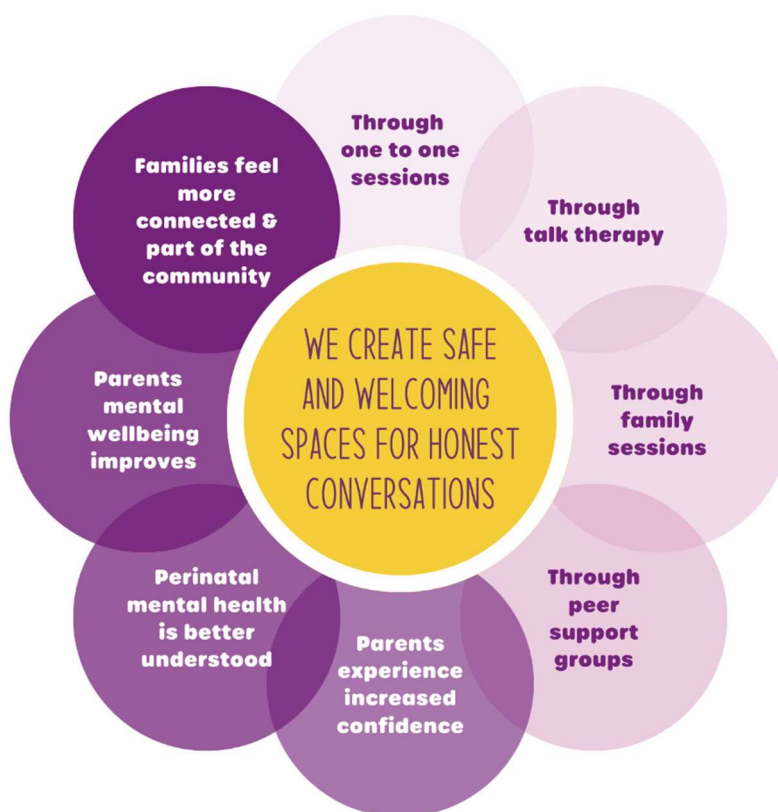 WE CREATE SAFE
AND WELCOMING
SPACES FOR HONEST
CONVERSATIONS
Through
one to one
sessions
Through
talk therapy
Through
family
sessions
Through
peer
support
groups
Parents
experience
increased
confidence
Perinatal
mental health
is better
understood
Parents
mental
wellbeing
improves
Families feel
more
connected &
part of the
community